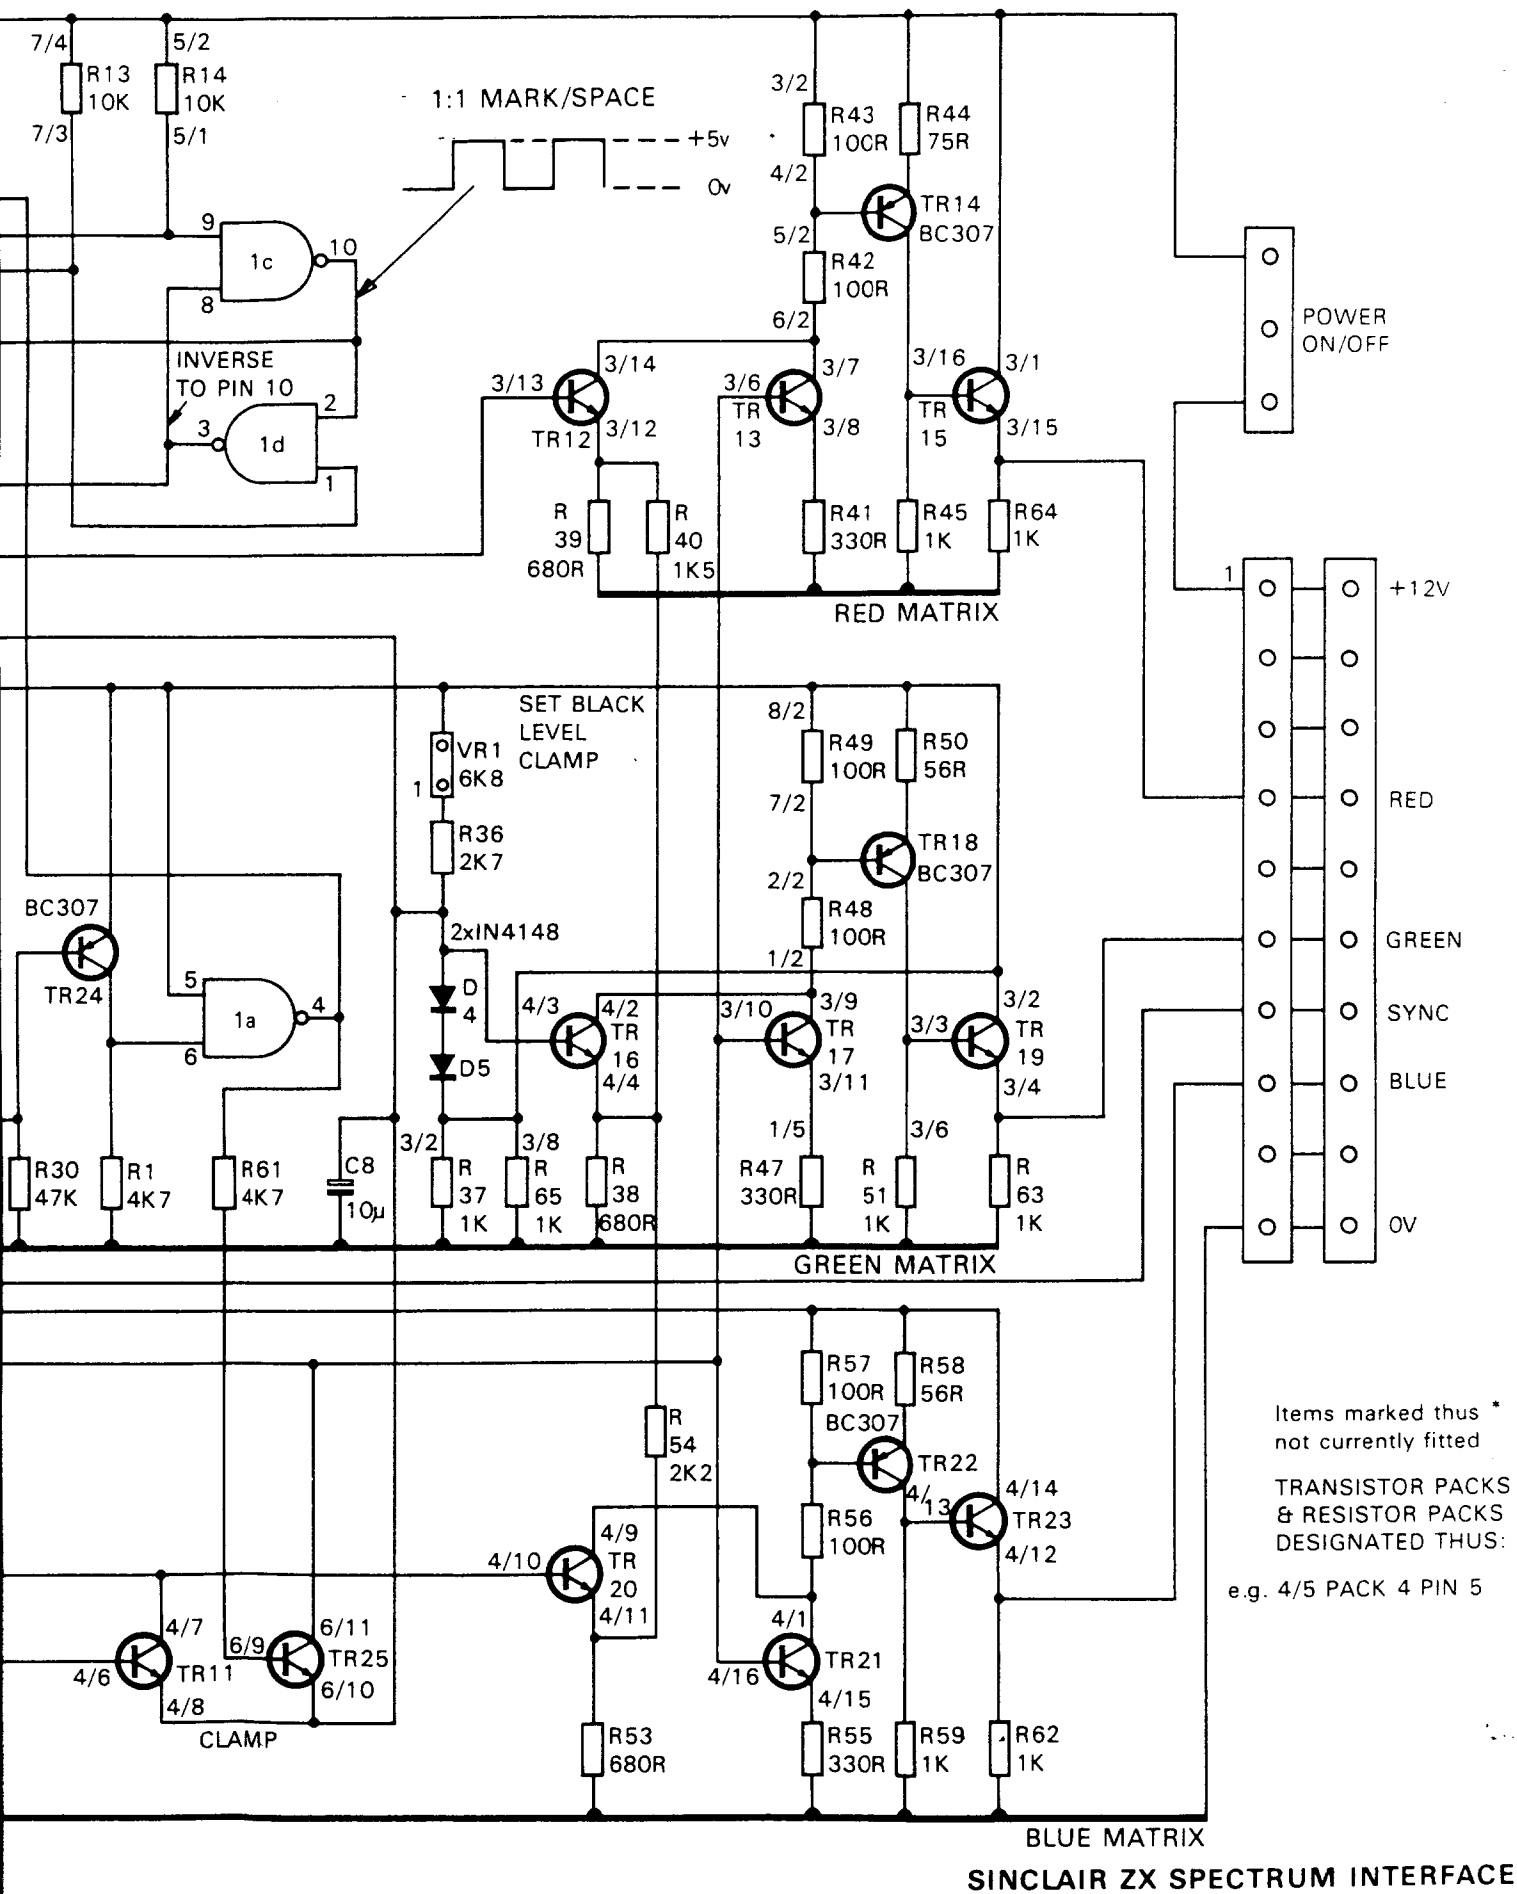 7/4
5/2
R13
10K
R14
10K
7/3
5/1
1:1 MARK/SPACE
+5v
0v
3/2
R43
100R
R44
75R
4/2
TR14
BC307
5/2
R42
100R
6/2
9
1c
10
8
INVERSE
TO PIN 10
2
3
1d
1
3/13
3/14
TR12
3/12
3/6
TR
13
3/7
3/8
3/16
TR
15
3/1
3/15
R
39
680R
R
40
1K5
R41
330R
R45
1K
R64
1K
RED MATRIX
POWER
ON/OFF
1
+12V
RED
GREEN
SYNC
BLUE
0V
SET BLACK
LEVEL
CLAMP
VR1
6K8
1
R36
2K7
2xIN4148
D
4
D5
8/2
R49
100R
R50
56R
7/2
TR18
BC307
2/2
R48
100R
1/2
BC307
TR24
5
1a
4
6
4/3
4/2
TR
16
4/4
3/10
3/9
TR
17
3/11
3/3
3/2
TR
19
3/4
3/2
3/8
1/5
3/6
R30
47K
R1
4K7
R61
4K7
C8
10µ
R
37
1K
R
65
1K
R
38
680R
R47
330R
R
51
1K
R
63
1K
GREEN MATRIX
R57
100R
R58
56R
BC307
TR22
R
54
2K2
4/
13
4/14
TR23
4/12
R56
100R
4/10
4/9
TR
20
4/11
4/7
4/6
TR11
4/8
6/9
6/11
TR25
6/10
CLAMP
4/1
4/16
TR21
4/15
R53
680R
R55
330R
R59
1K
R62
1K
BLUE MATRIX
Items marked thus *
not currently fitted
TRANSISTOR PACKS
& RESISTOR PACKS
DESIGNATED THUS:
e.g. 4/5 PACK 4 PIN 5
SINCLAIR ZX SPECTRUM INTERFACE